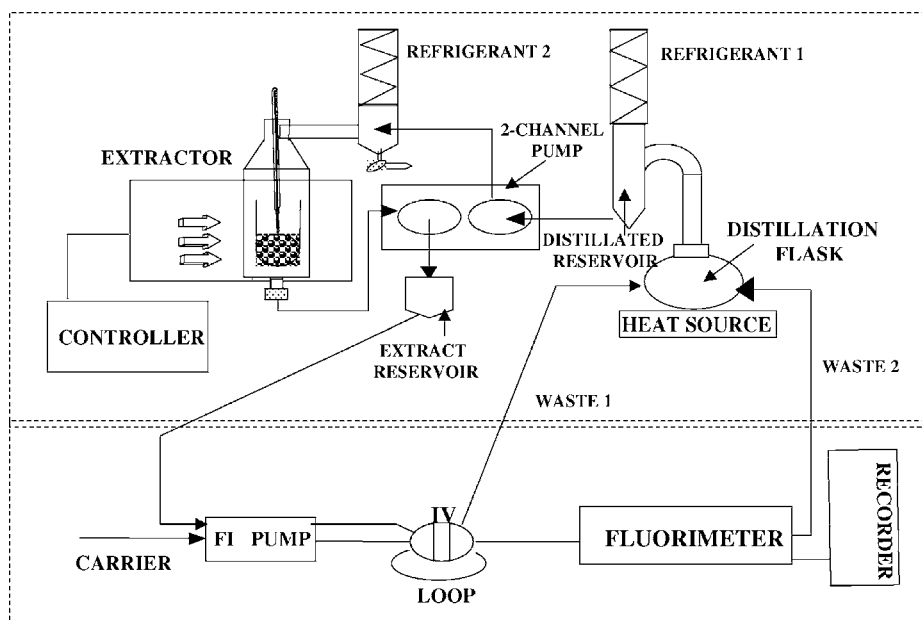 REFRIGERANT 2
REFRIGERANT 1
2-CHANNEL
PUMP
EXTRACTOR
DISTILLATION
FLASK
DISTILLATED
RESERVOIR
HEAT SOURCE
CONTROLLER
EXTRACT
RESERVOIR
WASTE 2
WASTE 1
IV
FI PUMP
FLUORIMETER
RECORDER
CARRIER
LOOP